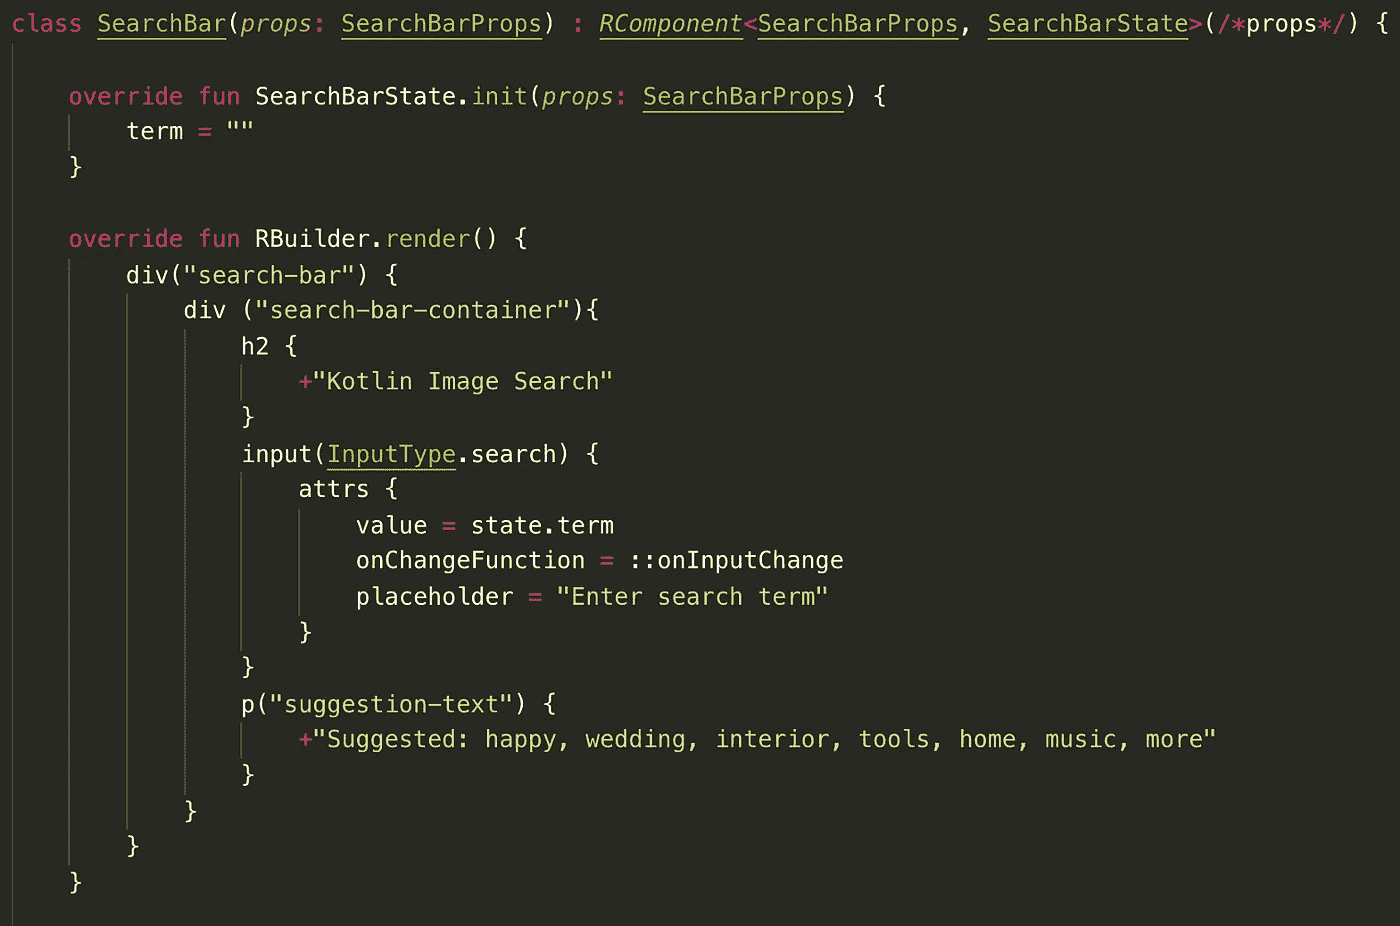 class SearchBar(props: SearchBarProps) : RComponent<SearchBarProps, SearchBarState>(/*props*/) {
override fun SearchBarState.init(props: SearchBarProps) {
term = ""
}
override fun RBuilder.render() {
div("search-bar") {
div ("search-bar-container"){
h2 {
+"Kotlin Image Search"
}
input(InputType.search) {
attrs {
value = state.term
onChangeFunction = ::onInputChange
placeholder = "Enter search term"
}
}
p("suggestion-text") {
+"Suggested: happy, wedding, interior, tools, home, music, more"
}
}
}
}